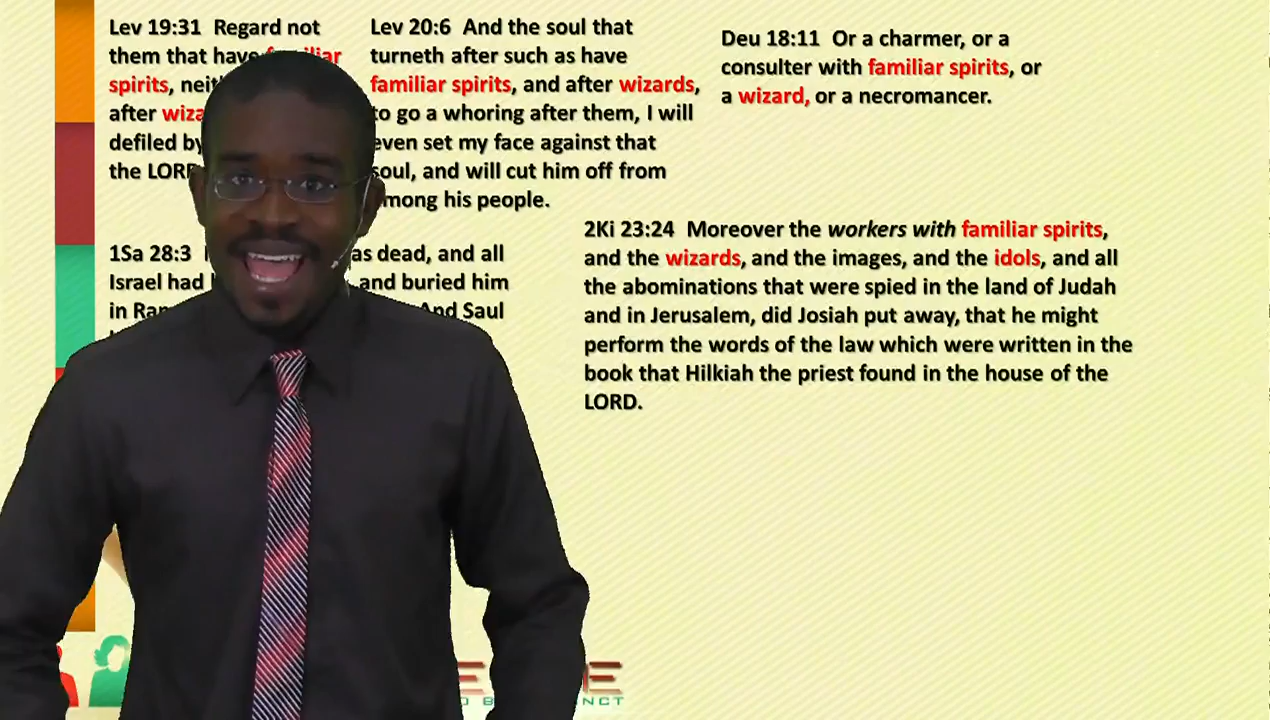 Lev 19:31 Regard not
them that have
spirits,
after
defiled by
the
Lev 20:6 And the soul that
turneth after such as have
familiar spirits, and after wizards,
to go a whoring after them, I will
even set my face against that
soul, and will cut him off from
among his people.
Deu 18:11 Or a charmer, or a
consulter with familiar spirits, or
a wizard, or a necromancer.
1Sa 28:3 dead, and all
Israel had and buried him
in And Saul
2Ki 23:24 Moreover the workers with familiar spirits,
and the wizards, and the images, and the idols, and all
the abominations that were spied in the land of Judah
and in Jerusalem, did Josiah put away, that he might
perform the words of the law which were written in the
book that Hilkiah the priest found in the house of the
LORD.